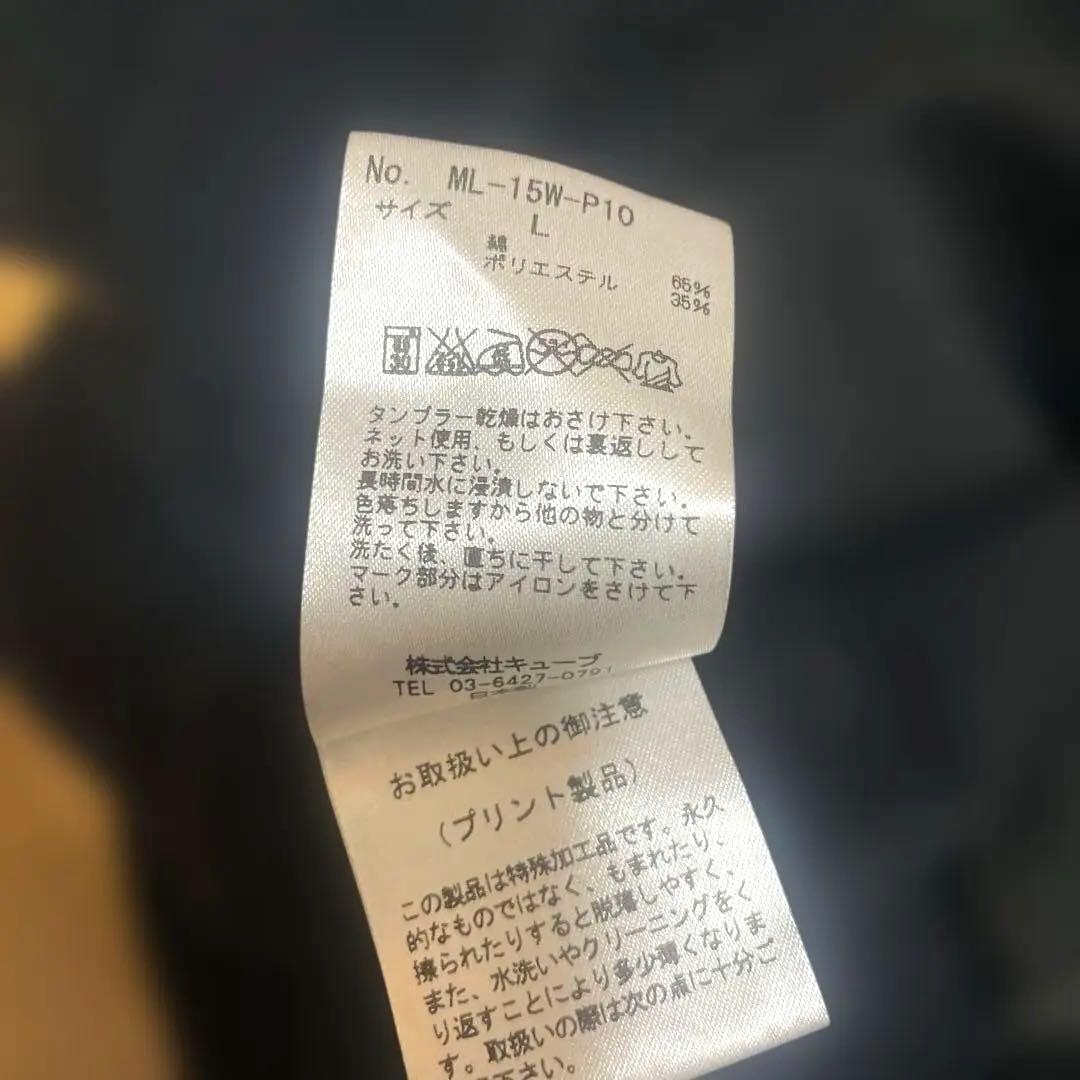 No. ML-15W-P10
サイズ L
綿 65%
ポリエステル 35%
タンブラー乾燥はおさけ下さい。
ネット使用、もしくは裏返しして
お洗い下さい。
長時間水に浸漬しないで下さい。
色落ちしますから他の物と分けて
洗って下さい。
洗たく後、直ちに干して下さい。
マーク部分はアイロンをさけて下
さい。
株式会社キューブ
TEL 03-6427-0791
日本製
お取扱い上の御注意
(プリント製品)
この製品は特殊加工品です。永久
的なものではなく、もまれたり、
擦られたりすると脱落しやすく、
また、水洗いやクリーニングをく
り返すことにより多少薄くなりま
す。取扱いの際は次の点に十分ご
下さい。